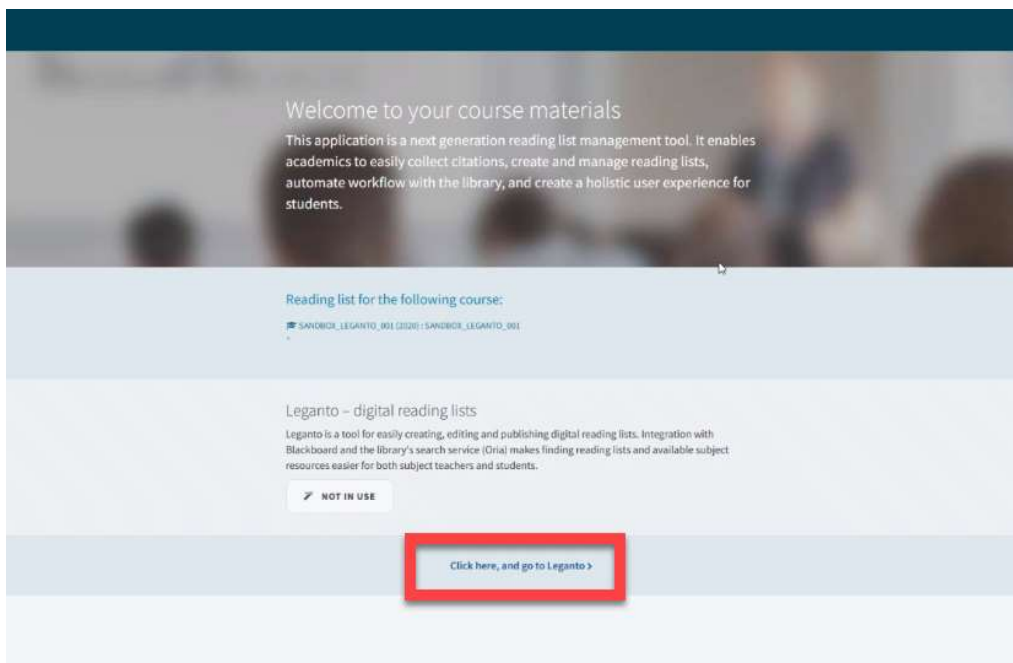 Welcome to your course materials
This application is a next generation reading list management tool. It enables
academics to easily collect citations, create and manage reading lists,
automate workflow with the library, and create a holistic user experience for
students.
Reading list for the following course:
SANDBOX_LEGANTO_001 (2020) : SANDBOX_LEGANTO_001
Leganto – digital reading lists
Leganto is a tool for easily creating, editing and publishing digital reading lists. Integration with
Blackboard and the library's search service (Oria) makes finding reading lists and available subject
resources easier for both subject teachers and students.
NOT IN USE
Click here, and go to Leganto >